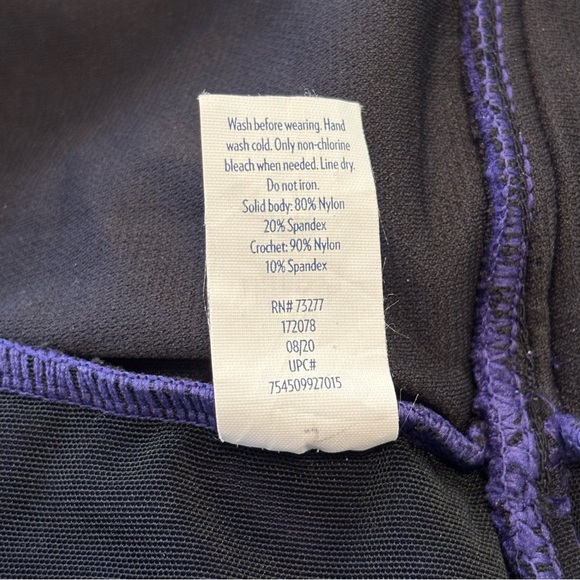 Wash before wearing. Hand
wash cold. Only non-chlorine
bleach when needed. Line dry.
Do not iron.
Solid body: 80% Nylon
20% Spandex
Crochet: 90% Nylon
10% Spandex
RN# 73277
172078
08/20
UPC#
754509927015